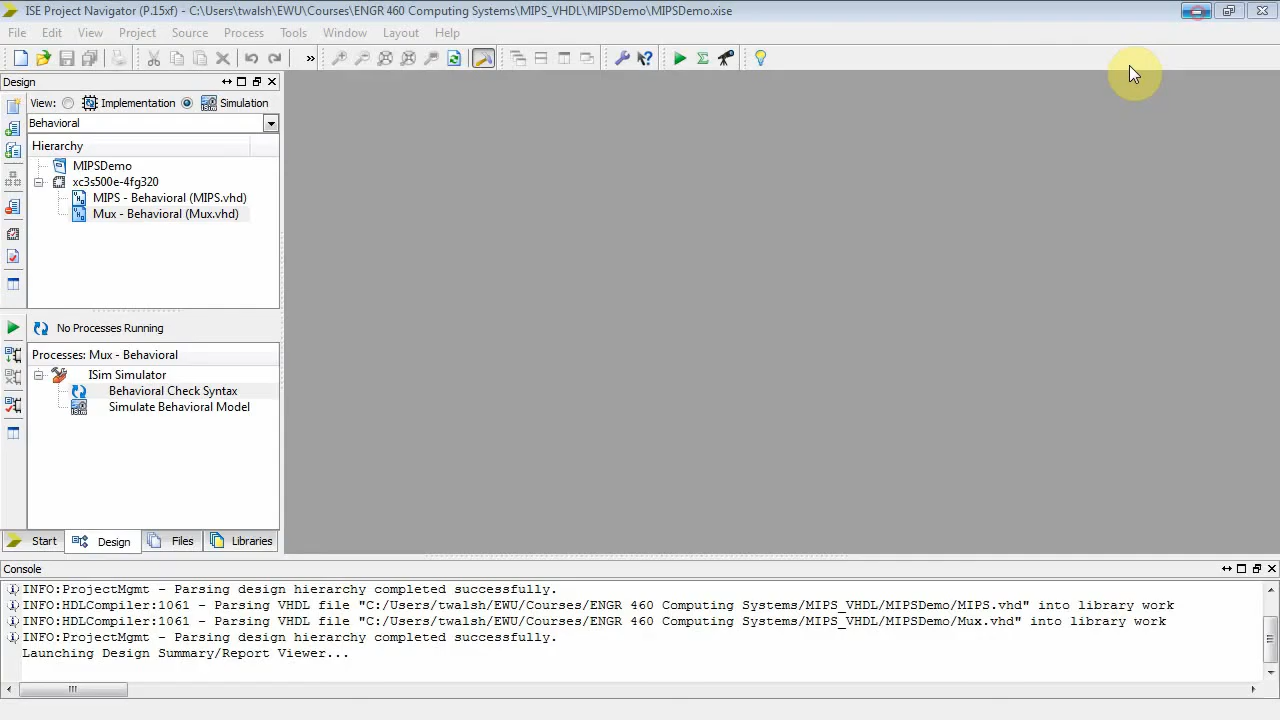 ISE Project Navigator (P.15xf) - C:\Users\twalsh\EWU\Courses\ENGR 460 Computing Systems\MIPS_VHDL\MIPSDemo\MIPSDemo.xise
File Edit View Project Source Process Tools Window Layout Help
»
Design
View: Implementation Simulation
Behavioral
Hierarchy
MIPSDemo
xc3s500e-4fg320
MIPS - Behavioral (MIPS.vhd)
Mux - Behavioral (Mux.vhd)
No Processes Running
Processes: Mux - Behavioral
ISim Simulator
Behavioral Check Syntax
Simulate Behavioral Model
Start Design Files Libraries
Console
INFO:ProjectMgmt - Parsing design hierarchy completed successfully.
INFO:HDLCompiler:1061 - Parsing VHDL file "C:/Users/twalsh/EWU/Courses/ENGR 460 Computing Systems/MIPS_VHDL/MIPSDemo/MIPS.vhd" into library work
INFO:HDLCompiler:1061 - Parsing VHDL file "C:/Users/twalsh/EWU/Courses/ENGR 460 Computing Systems/MIPS_VHDL/MIPSDemo/Mux.vhd" into library work
INFO:ProjectMgmt - Parsing design hierarchy completed successfully.
Launching Design Summary/Report Viewer...